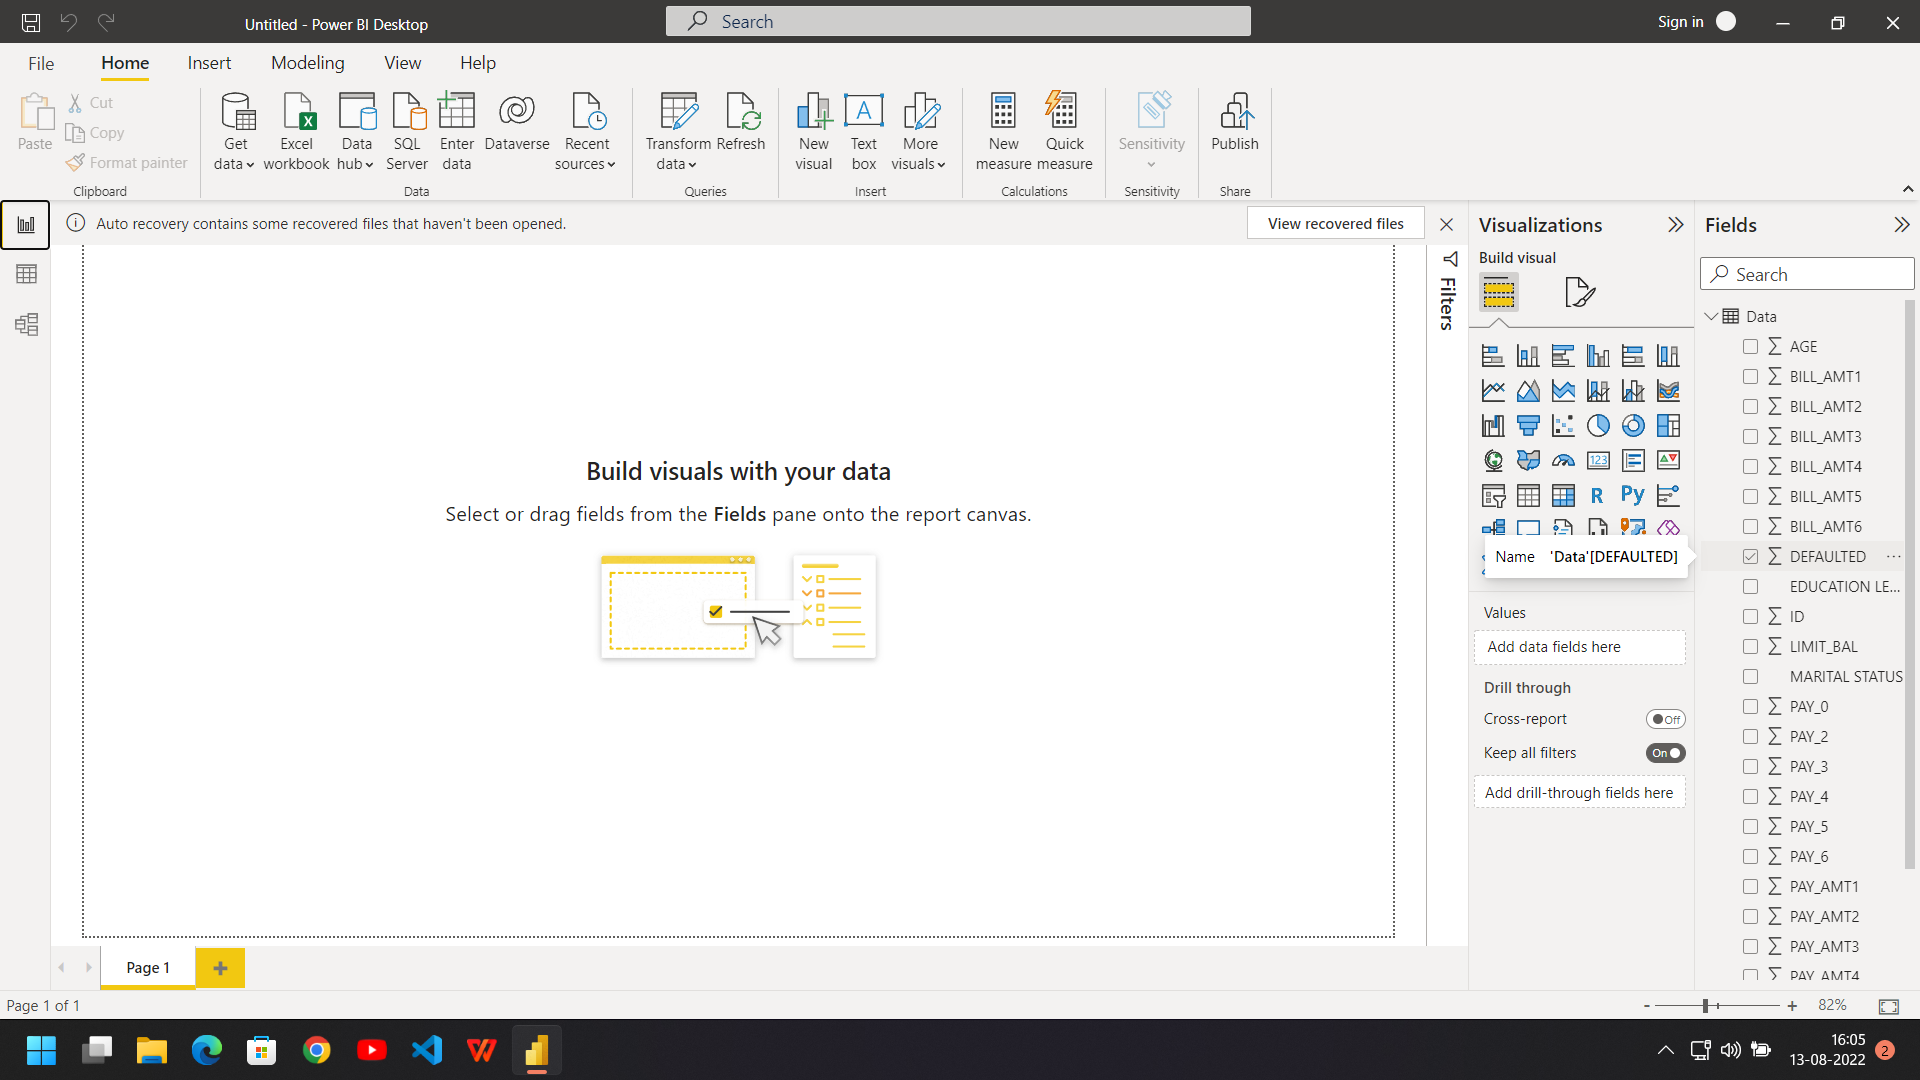 Untitled - Power BI Desktop
Search
Sign in
File
Home
Insert
Modeling
View
Help
Paste
Cut
Copy
Format painter
Clipboard
Get data
Excel workbook
Data hub
SQL Server
Enter data
Dataverse
Recent sources
Data
Transform data
Refresh
Queries
New visual
Text box
More visuals
Insert
New measure
Quick measure
Calculations
Sensitivity
Sensitivity
Publish
Share
Auto recovery contains some recovered files that haven't been opened.
View recovered files
Build visuals with your data
Select or drag fields from the Fields pane onto the report canvas.
Filters
Visualizations
Build visual
123
R
Py
Name 'Data'[DEFAULTED]
Values
Add data fields here
Drill through
Cross-report
Off
Keep all filters
On
Add drill-through fields here
Fields
Search
Data
AGE
BILL_AMT1
BILL_AMT2
BILL_AMT3
BILL_AMT4
BILL_AMT5
BILL_AMT6
DEFAULTED
EDUCATION LE...
ID
LIMIT_BAL
MARITAL STATUS
PAY_0
PAY_2
PAY_3
PAY_4
PAY_5
PAY_6
PAY_AMT1
PAY_AMT2
PAY_AMT3
PAY_AMT4
Page 1
Page 1 of 1
82%
16:05
13-08-2022
2